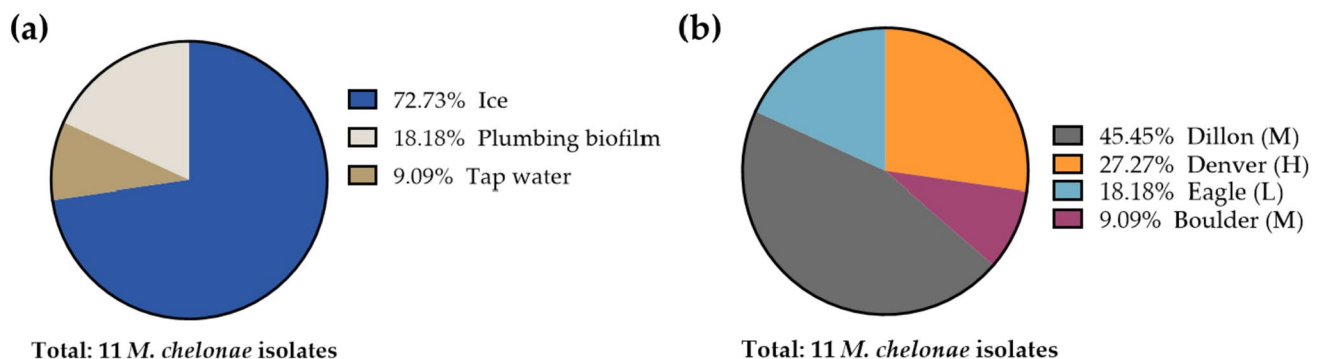 (a)
72.73% Ice
18.18% Plumbing biofilm
9.09% Tap water
Total: 11 M. chelonae isolates
(b)
45.45% Dillon (M)
27.27% Denver (H)
18.18% Eagle (L)
9.09% Boulder (M)
Total: 11 M. chelonae isolates